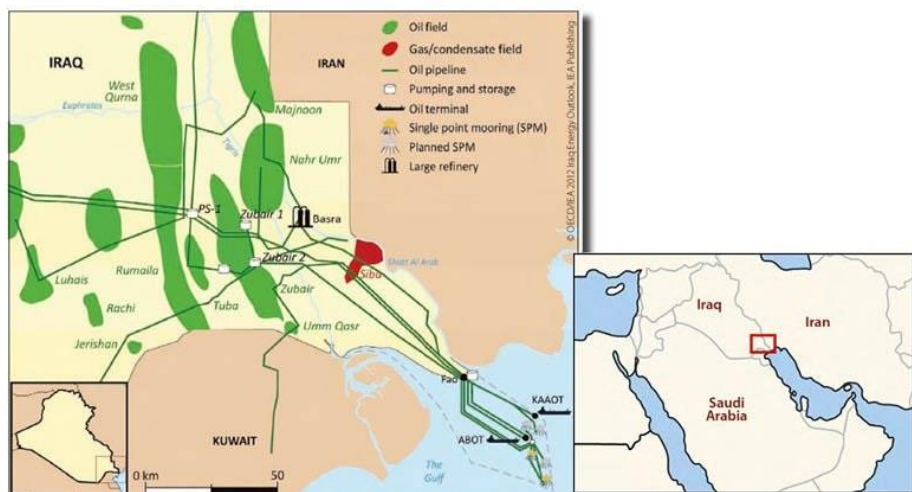 Oil field
Gas/condensate field
Oil pipeline
Pumping and storage
Oil terminal
Single point mooring (SPM)
Planned SPM
Large refinery
© OECD/IEA 2012 Iraq Energy Outlook, IEA Publishing
IRAQ
IRAN
West
Qurna
Euphrates
Majnoon
Tigris
Nahr Umr
PS-1
Zubair 1
Basra
Zubair 2
Shatt Al Arab
Siba
Luhais
Rumaila
Zubair
Rachi
Tuba
Umm Qasr
Jerishan
Fao
KAAOT
ABOT
KUWAIT
The
Gulf
0 km
50
Iraq
Iran
Saudi
Arabia